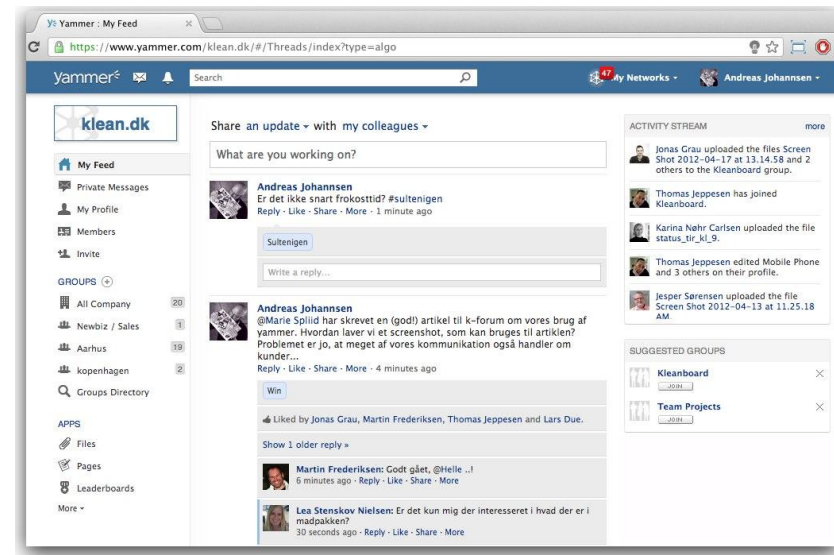 Yammer : My Feed
https://www.yammer.com/klean.dk/#/Threads/index?type=algo
yammer
Search
47
My Networks
Andreas Johannsen
klean.dk
My Feed
Private Messages
My Profile
Members
Invite
GROUPS
All Company 20
Newbiz / Sales 1
Aarhus 19
kopenhagen 2
Groups Directory
APPS
Files
Pages
Leaderboards
More
Share an update with my colleagues
What are you working on?
Andreas Johannsen
Er det ikke snart frokosttid? #sultenigen
Reply · Like · Share · More · 1 minute ago
Sultenigen
Write a reply...
Andreas Johannsen
@Marie Spliid har skrevet en (god!) artikel til k-forum om vores brug af
yammer. Hvordan laver vi et screenshot, som kan bruges til artiklen?
Problemet er jo, at meget af vores kommunikation også handler om
kunder...
Reply · Like · Share · More · 4 minutes ago
Win
Liked by Jonas Grau, Martin Frederiksen, Thomas Jeppesen and Lars Due.
Show 1 older reply »
Martin Frederiksen: Godt gået, @Helle ..!
6 minutes ago · Reply · Like · Share · More
Lea Stenskov Nielsen: Er det kun mig der interesseret i hvad der er i
madpakken?
30 seconds ago · Reply · Like · Share · More
ACTIVITY STREAM more
Jonas Grau uploaded the files Screen
Shot 2012-04-17 at 13.14.58 and 2
others to the Kleanboard group.
Thomas Jeppesen has joined
Kleanboard.
Karina Nøhr Carlsen uploaded the file
status_tir_kl_9.
Thomas Jeppesen edited Mobile Phone
and 3 others on their profile.
Jesper Sørensen uploaded the file
Screen Shot 2012-04-13 at 11.25.18
AM.
SUGGESTED GROUPS
Kleanboard
JOIN
Team Projects
JOIN